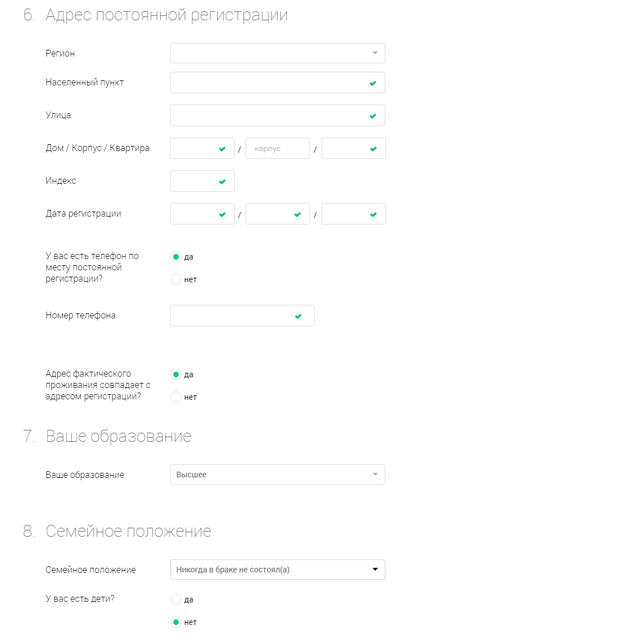 6. Адрес постоянной регистрации
Регион
Населенный пункт
Улица
Дом / Корпус / Квартира / корпус /
Индекс
Дата регистрации / /
У вас есть телефон по
месту постоянной
регистрации?
да
нет
Номер телефона
Адрес фактического
проживания совпадает с
адресом регистрации?
да
нет
7. Ваше образование
Ваше образование Высшее
8. Семейное положение
Семейное положение Никогда в браке не состоял(а)
У вас есть дети? да
нет